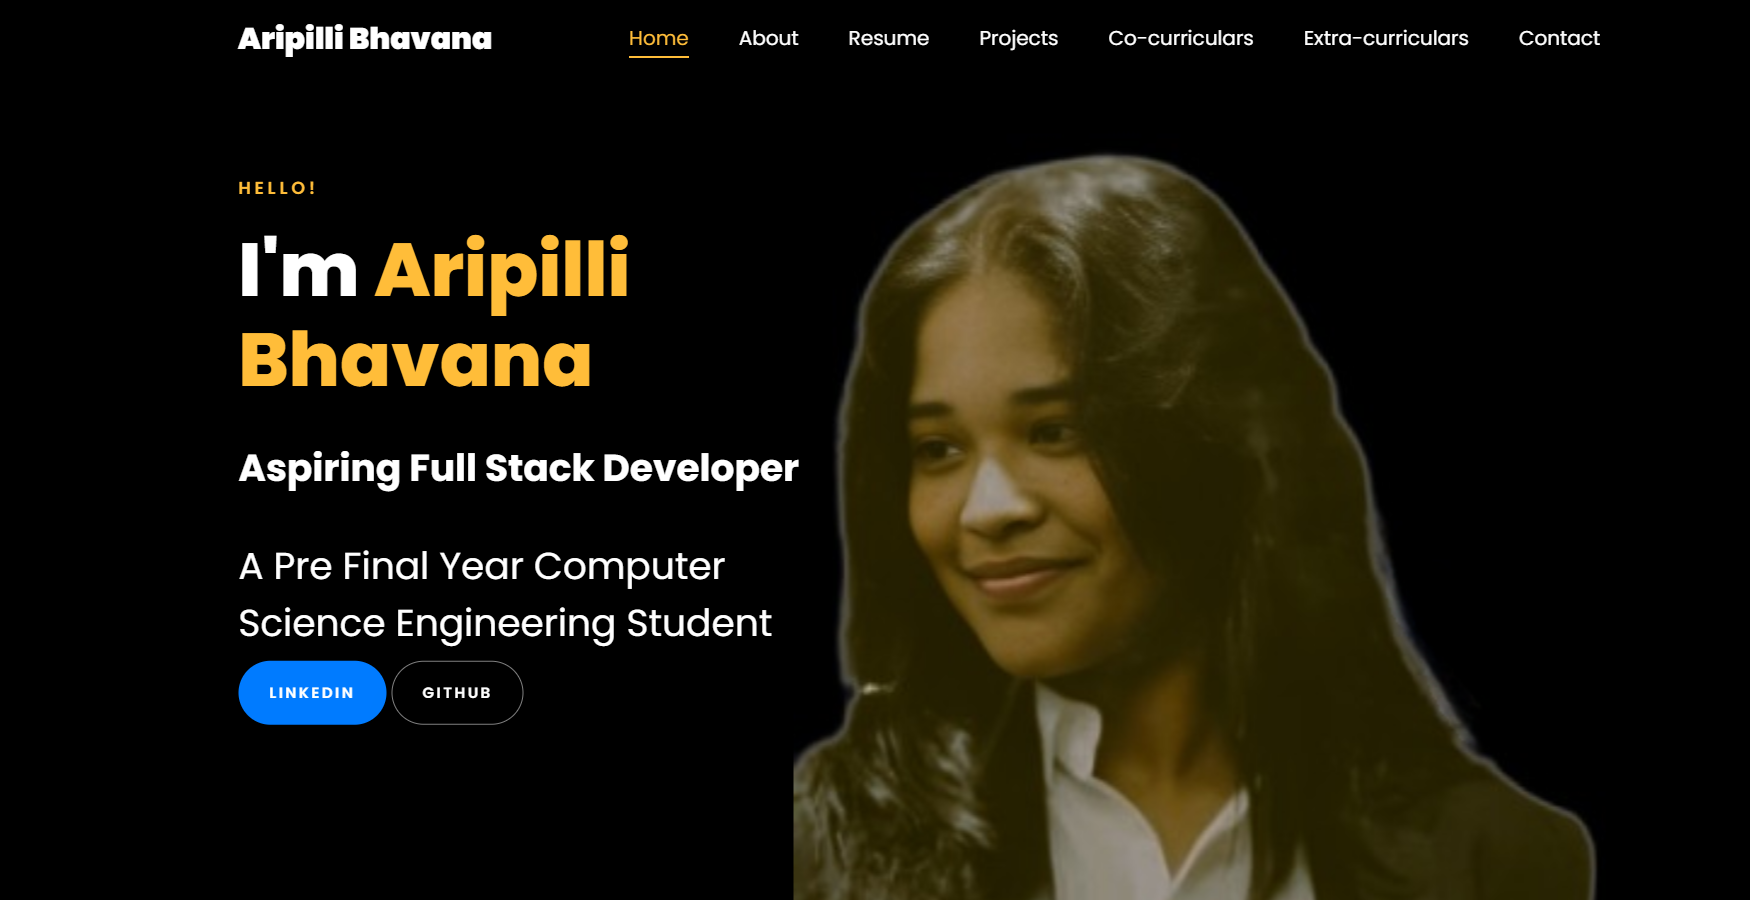 Aripilli Bhavana
Home About Resume Projects Co-curriculars Extra-curriculars Contact
HELLO!
I'm Aripilli
Bhavana
Aspiring Full Stack Developer
A Pre Final Year Computer
Science Engineering Student
LINKEDIN GITHUB